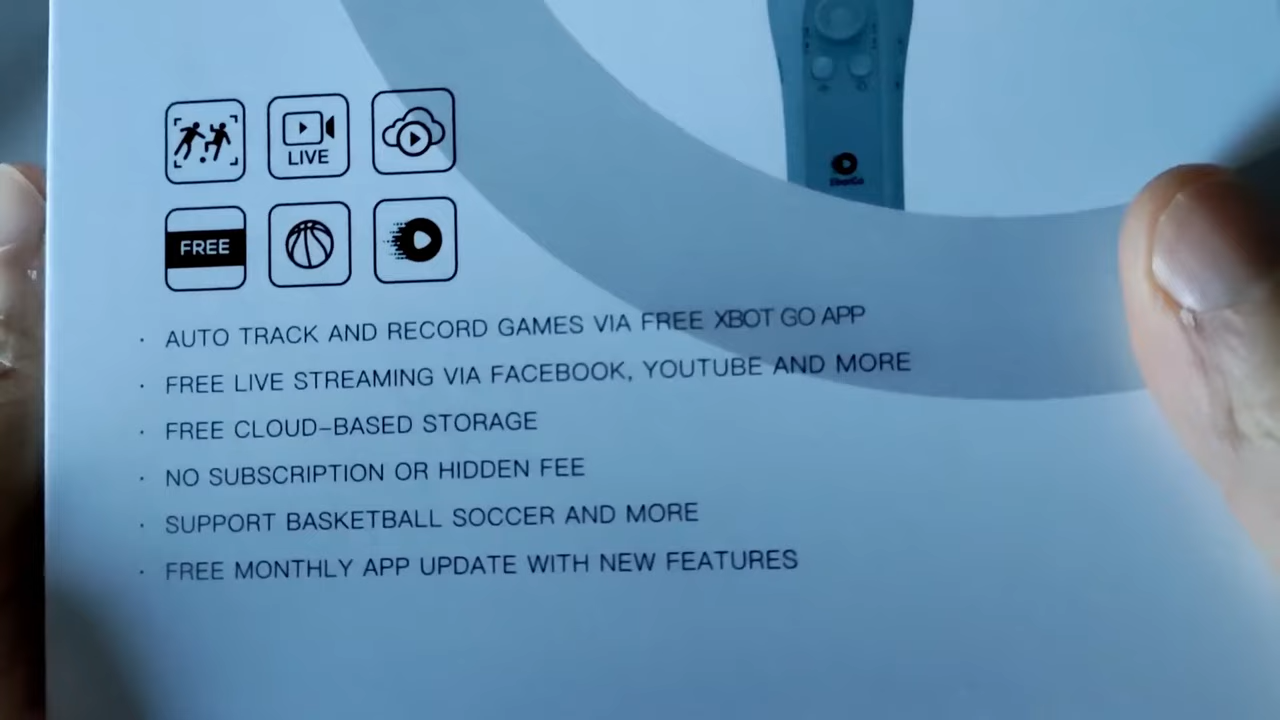 LIVE
FREE
· AUTO TRACK AND RECORD GAMES VIA FREE XBOT GO APP
· FREE LIVE STREAMING VIA FACEBOOK, YOUTUBE AND MORE
· FREE CLOUD-BASED STORAGE
· NO SUBSCRIPTION OR HIDDEN FEE
· SUPPORT BASKETBALL SOCCER AND MORE
· FREE MONTHLY APP UPDATE WITH NEW FEATURES